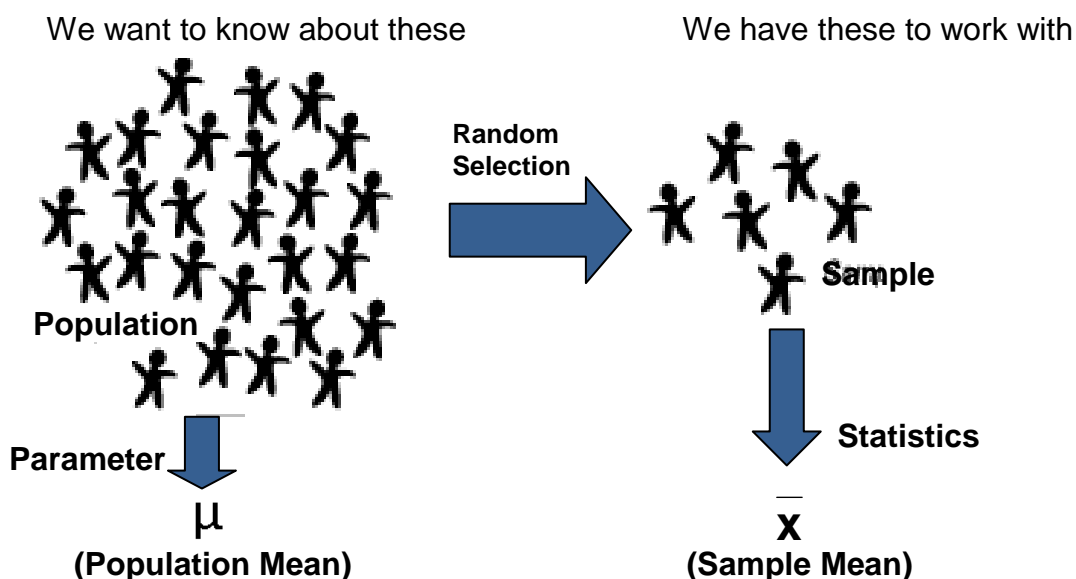 We want to know about these
We have these to work with
Random
Selection
Population
Sample
Parameter
Statistics
μ
x̄
(Population Mean)
(Sample Mean)